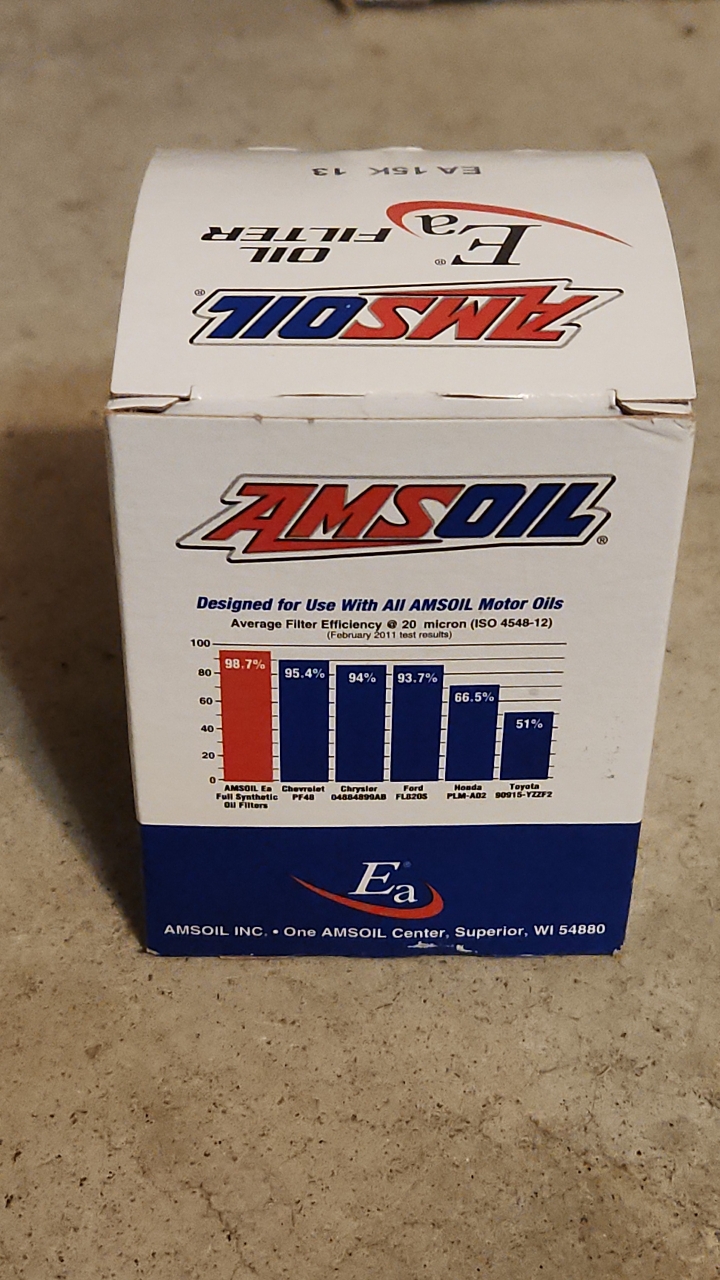 EA 15K 13
Ea®
OIL
FILTER
AMSOIL®
AMSOIL®
Designed for Use With All AMSOIL Motor Oils
Average Filter Efficiency @ 20 micron (ISO 4548-12)
(February 2011 test results)
100
80
60
40
20
0
98.7%
95.4%
94%
93.7%
66.5%
51%
AMSOIL Ea
Full Synthetic
Oil Filters
Chevrolet
PF48
Chrysler
04884899AB
Ford
FL820S
Honda
PLM-A02
Toyota
90915-YZZF2
Ea®
AMSOIL INC. • One AMSOIL Center, Superior, WI 54880